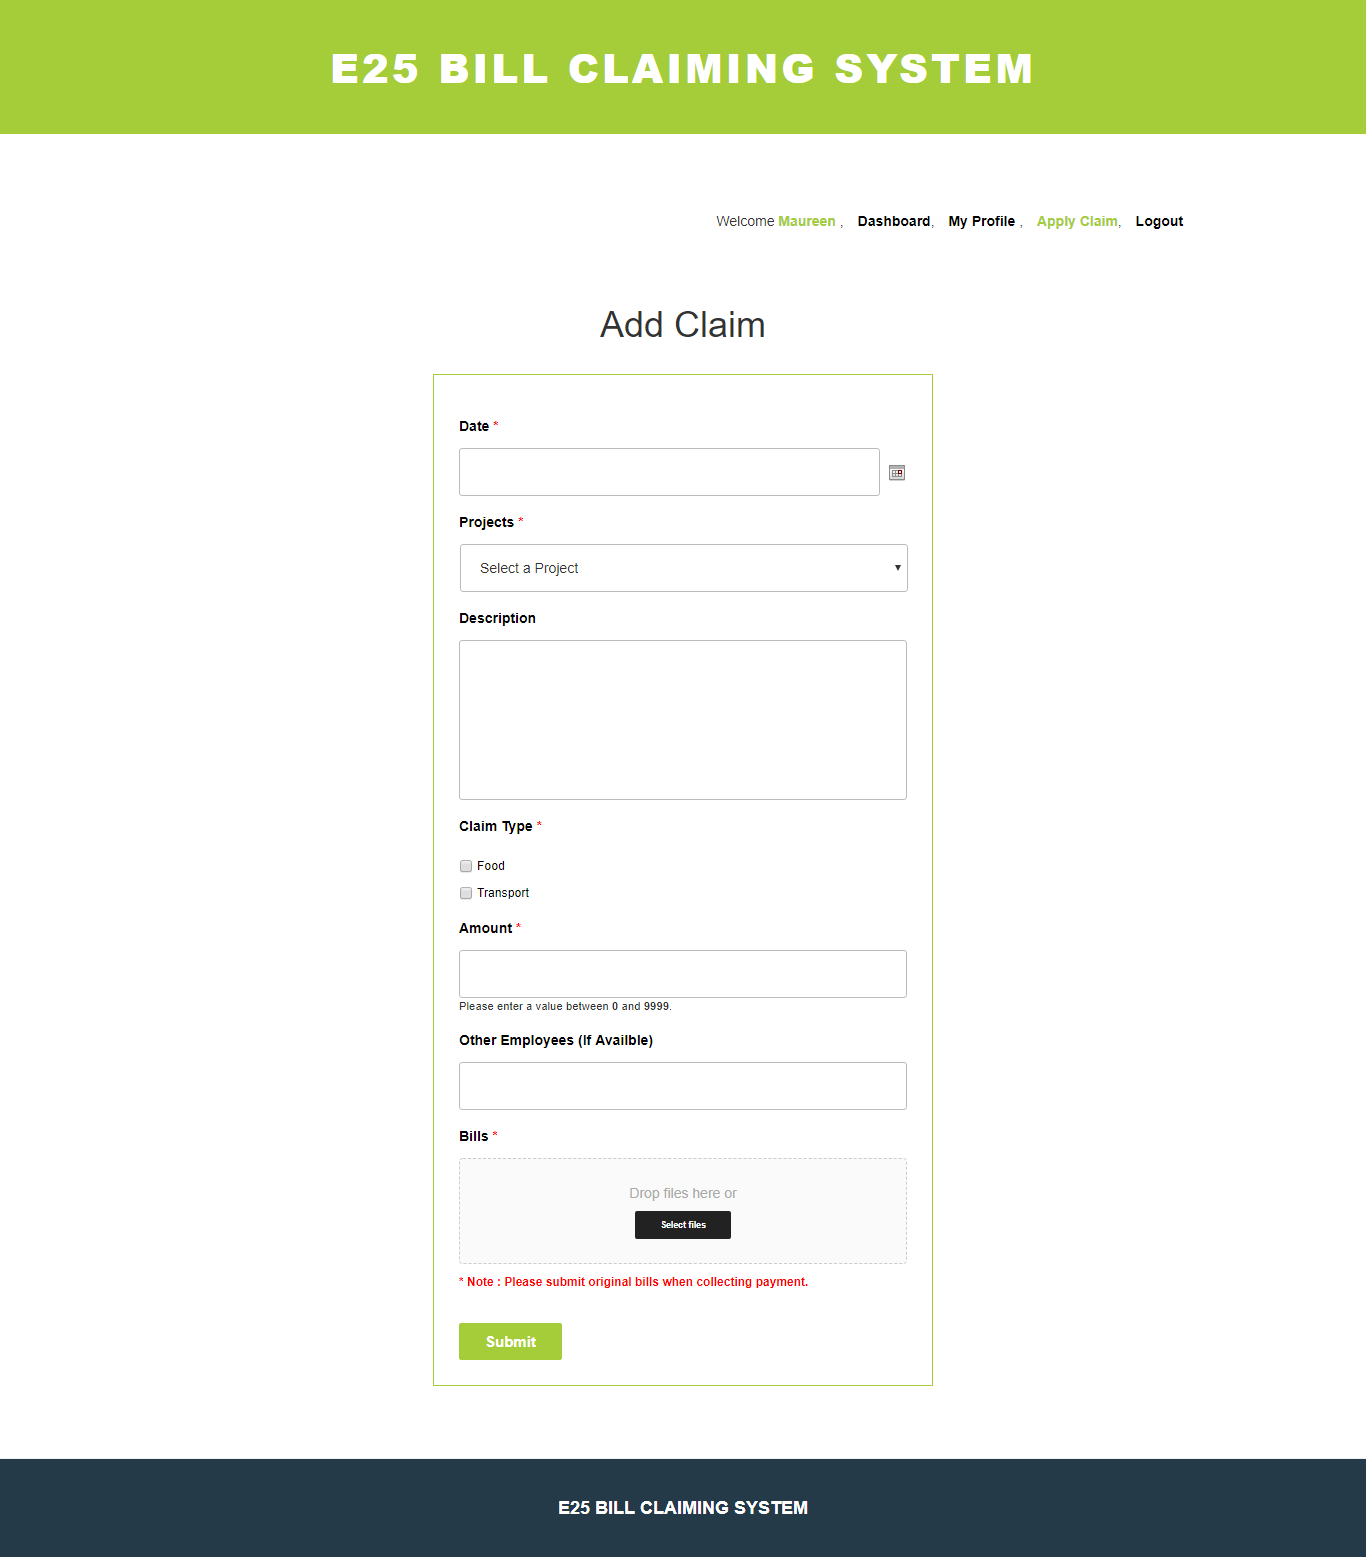 E25 BILL CLAIMING SYSTEM
Welcome Maureen , Dashboard, My Profile , Apply Claim, Logout
Add Claim
Date *
Projects *
Select a Project
Description
Claim Type *
Food
Transport
Amount *
Please enter a value between 0 and 9999.
Other Employees (If Availble)
Bills *
Drop files here or
Select files
* Note : Please submit original bills when collecting payment.
Submit
E25 BILL CLAIMING SYSTEM